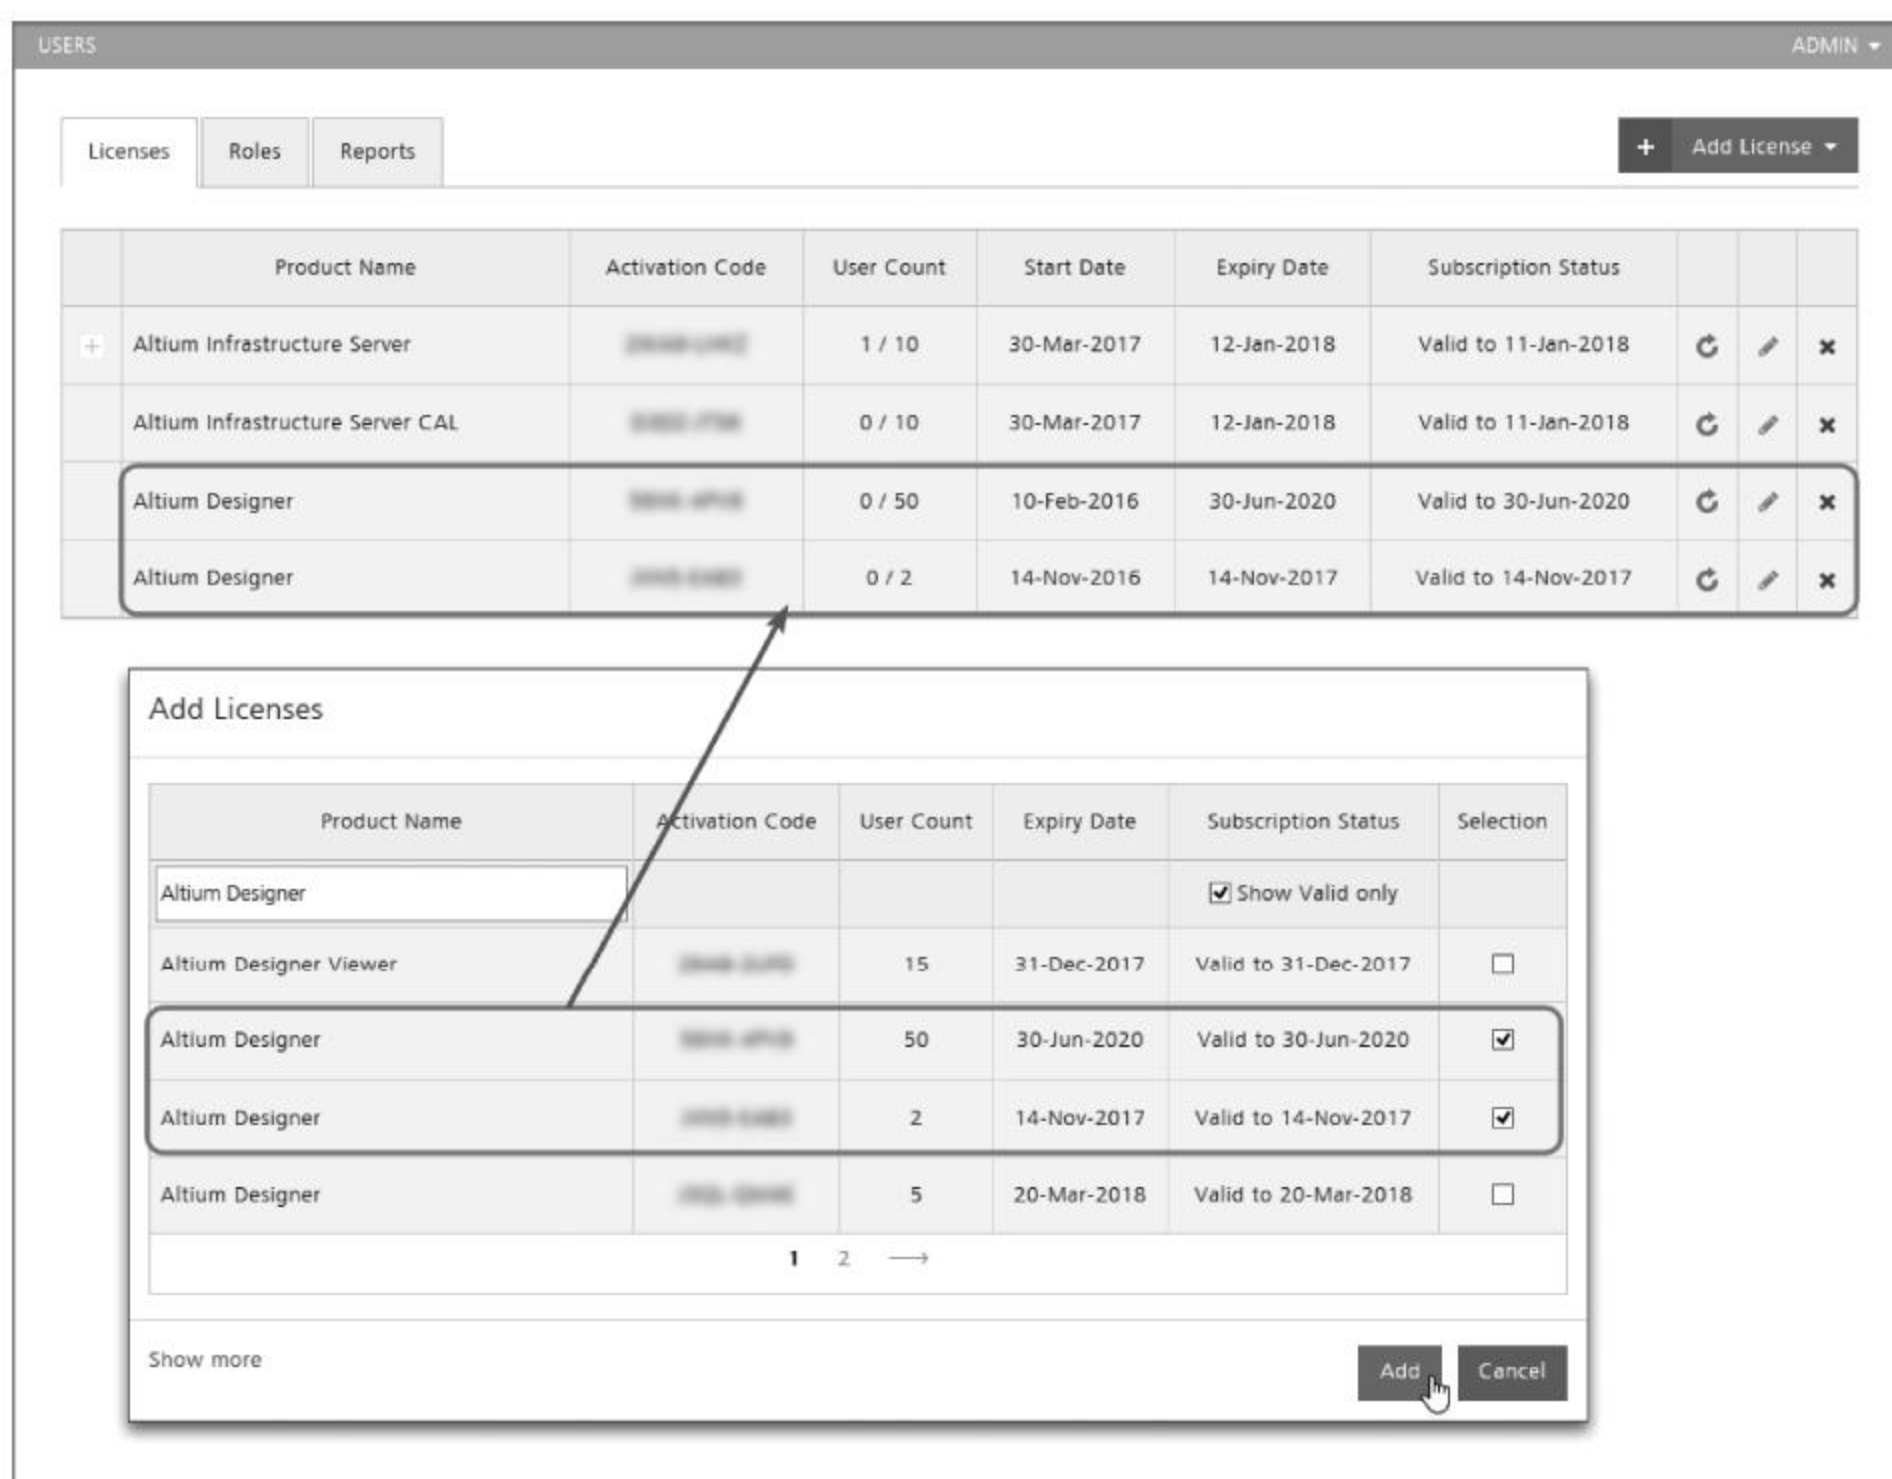 USERS ADMIN
Licenses Roles Reports + Add License
Product Name Activation Code User Count Start Date Expiry Date Subscription Status
Altium Infrastructure Server 1 / 10 30-Mar-2017 12-Jan-2018 Valid to 11-Jan-2018
Altium Infrastructure Server CAL 0 / 10 30-Mar-2017 12-Jan-2018 Valid to 11-Jan-2018
Altium Designer 0 / 50 10-Feb-2016 30-Jun-2020 Valid to 30-Jun-2020
Altium Designer 0 / 2 14-Nov-2016 14-Nov-2017 Valid to 14-Nov-2017
Add Licenses
Product Name Activation Code User Count Expiry Date Subscription Status Selection
Altium Designer Show Valid only
Altium Designer Viewer 15 31-Dec-2017 Valid to 31-Dec-2017
Altium Designer 50 30-Jun-2020 Valid to 30-Jun-2020
Altium Designer 2 14-Nov-2017 Valid to 14-Nov-2017
Altium Designer 5 20-Mar-2018 Valid to 20-Mar-2018
1 2
Show more Add Cancel